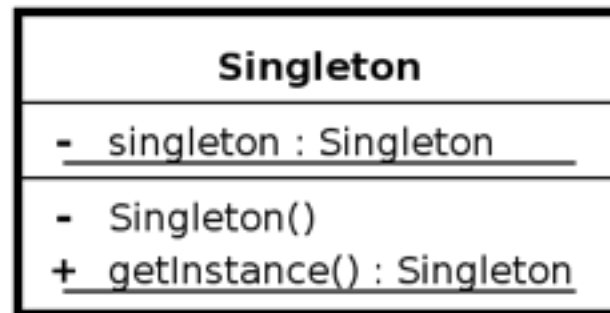 Singleton
- singleton : Singleton
- Singleton()
+ getInstance() : Singleton